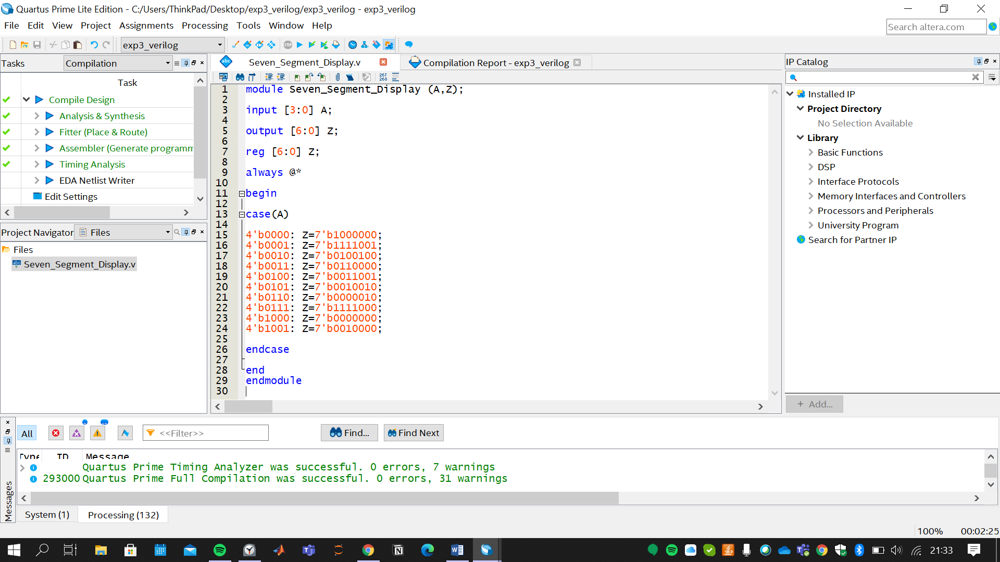 Quartus Prime Lite Edition - C:/Users/ThinkPad/Desktop/exp3_verilog/exp3_verilog - exp3_verilog
File Edit View Project Assignments Processing Tools Window Help
Search altera.com
exp3_verilog
Tasks Compilation
Task
Compile Design
Analysis & Synthesis
Fitter (Place & Route)
Assembler (Generate programm
Timing Analysis
EDA Netlist Writer
Edit Settings
Project Navigator Files
Files
Seven_Segment_Display.v
Seven_Segment_Display.v Compilation Report - exp3_verilog
267
268
1 module Seven_Segment_Display (A,Z);
2
3 input [3:0] A;
4
5 output [6:0] Z;
6
7 reg [6:0] Z;
8
9 always @*
10
11 begin
12
13 case(A)
14
15 4'b0000: Z=7'b1000000;
16 4'b0001: Z=7'b1111001;
17 4'b0010: Z=7'b0100100;
18 4'b0011: Z=7'b0110000;
19 4'b0100: Z=7'b0011001;
20 4'b0101: Z=7'b0010010;
21 4'b0110: Z=7'b0000010;
22 4'b0111: Z=7'b1111000;
23 4'b1000: Z=7'b0000000;
24 4'b1001: Z=7'b0010000;
25
26 endcase
27
28 end
29 endmodule
30
IP Catalog
Installed IP
Project Directory
No Selection Available
Library
Basic Functions
DSP
Interface Protocols
Memory Interfaces and Controllers
Processors and Peripherals
University Program
Search for Partner IP
+ Add...
All <<Filter>> Find... Find Next
Type ID Message
Quartus Prime Timing Analyzer was successful. 0 errors, 7 warnings
293000 Quartus Prime Full Compilation was successful. 0 errors, 31 warnings
Messages
System (1) Processing (132)
100% 00:02:25
21:33